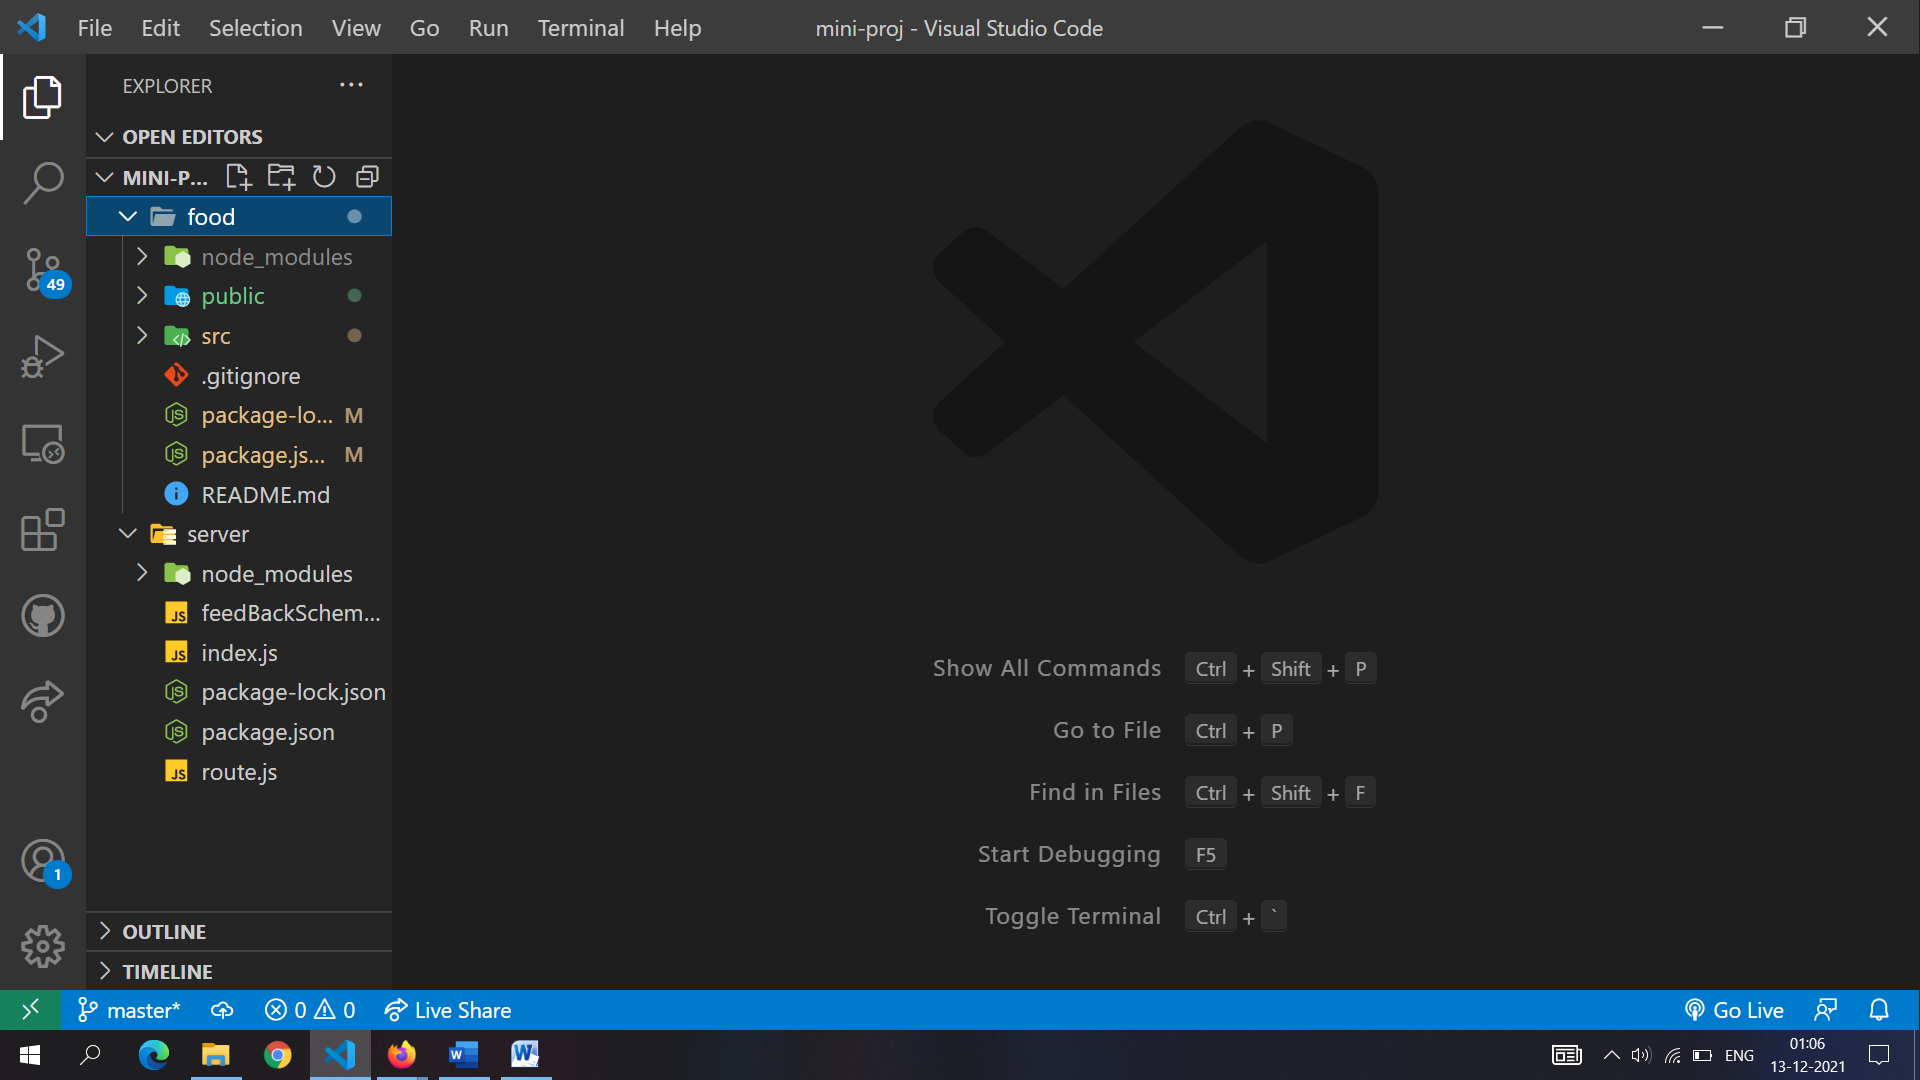 File Edit Selection View Go Run Terminal Help
mini-proj - Visual Studio Code
EXPLORER
OPEN EDITORS
MINI-P...
food
node_modules
public
src
.gitignore
package-lo... M
package.js... M
README.md
server
node_modules
feedBackSchem...
index.js
package-lock.json
package.json
route.js
OUTLINE
TIMELINE
49
1
Show All Commands Ctrl + Shift + P
Go to File Ctrl + P
Find in Files Ctrl + Shift + F
Start Debugging F5
Toggle Terminal Ctrl + `
master* 0 0 Live Share
Go Live
ENG
01:06
13-12-2021